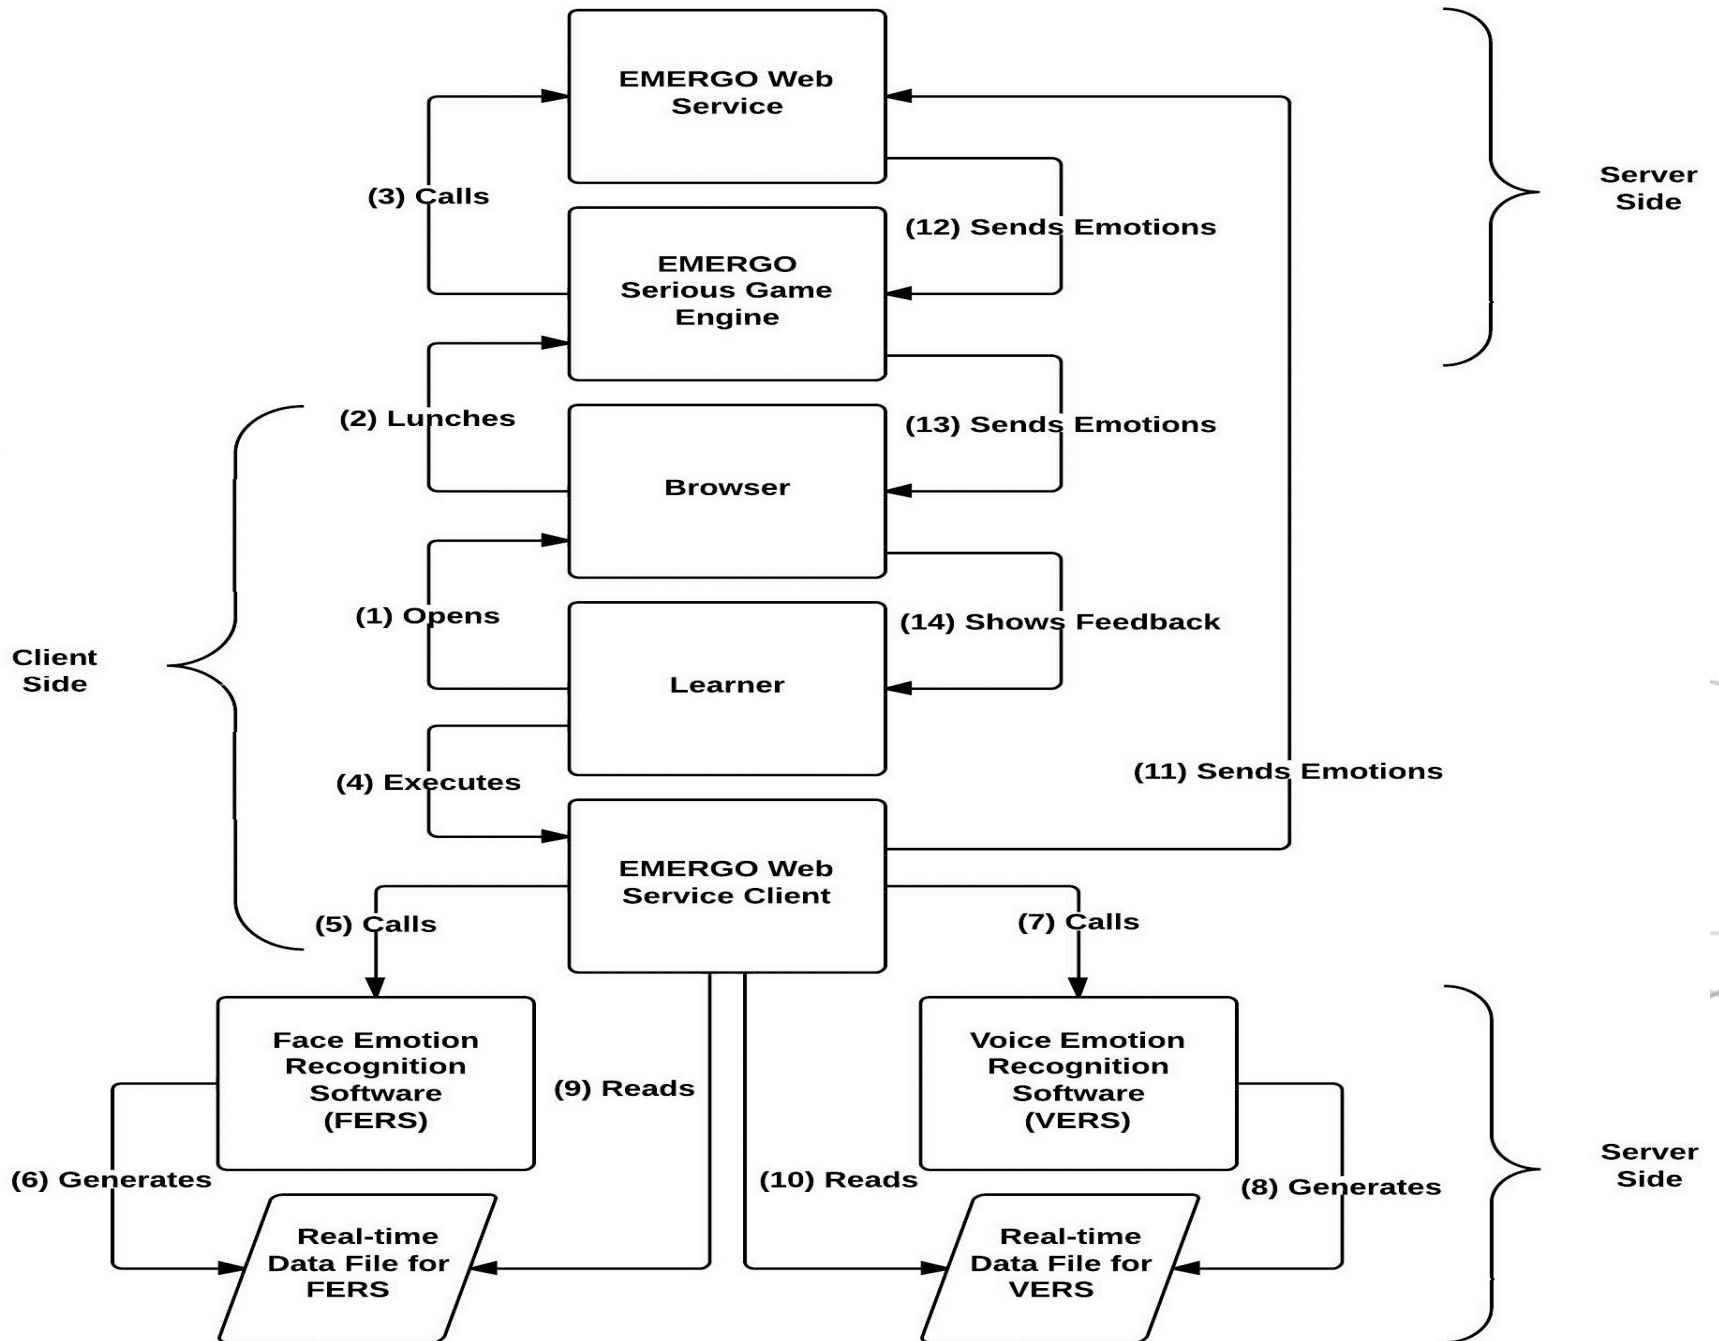 EMERGO Web
Service
Server
Side
(3) Calls
(12) Sends Emotions
EMERGO
Serious Game
Engine
(2) Lunches
(13) Sends Emotions
Browser
(1) Opens
(14) Shows Feedback
Client
Side
Learner
(11) Sends Emotions
(4) Executes
EMERGO Web
Service Client
(5) Calls
(7) Calls
Face Emotion
Recognition
Software
(FERS)
(9) Reads
Voice Emotion
Recognition
Software
(VERS)
Server
Side
(6) Generates
(10) Reads
(8) Generates
Real-time
Data File for
FERS
Real-time
Data File for
VERS